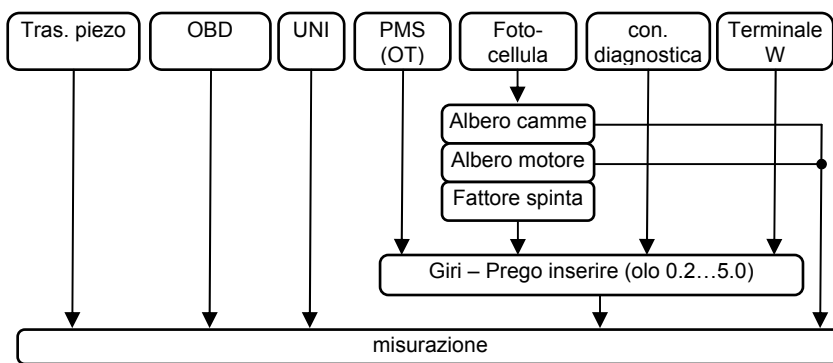 Tras. piezo
OBD
UNI
PMS
(OT)
Foto-
cellula
con.
diagnostica
Terminale
W
Albero camme
Albero motore
Fattore spinta
Giri – Prego inserire (olo 0.2…5.0)
misurazione